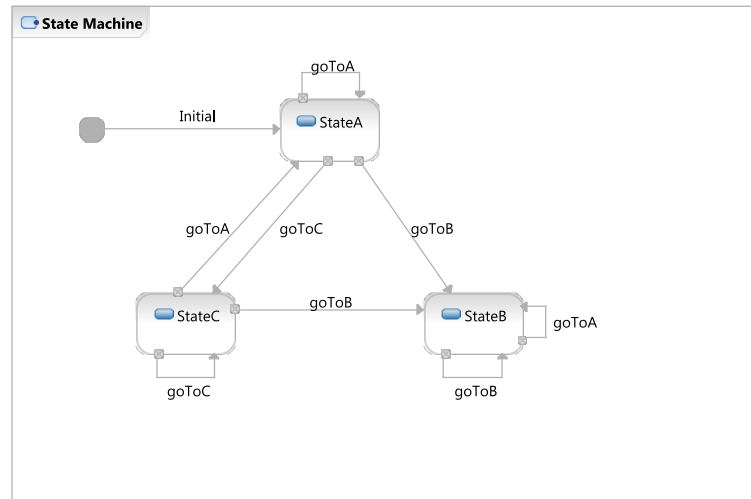 State Machine
goToA
Initial
StateA
goToA
goToC
goToB
StateC
goToB
StateB
goToA
goToC
goToB